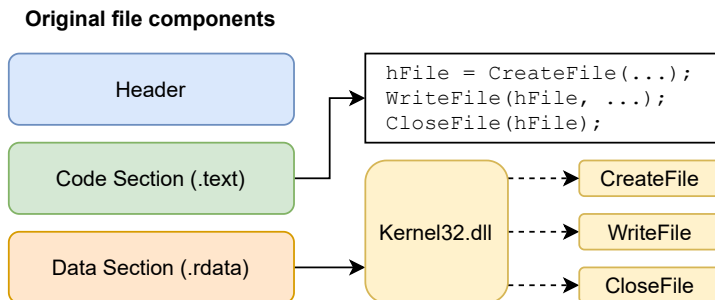 Original file components
Header
hFile = CreateFile(...);
WriteFile(hFile, ...);
CloseFile(hFile);
Code Section (.text)
Data Section (.rdata)
Kernel32.dll
CreateFile
WriteFile
CloseFile